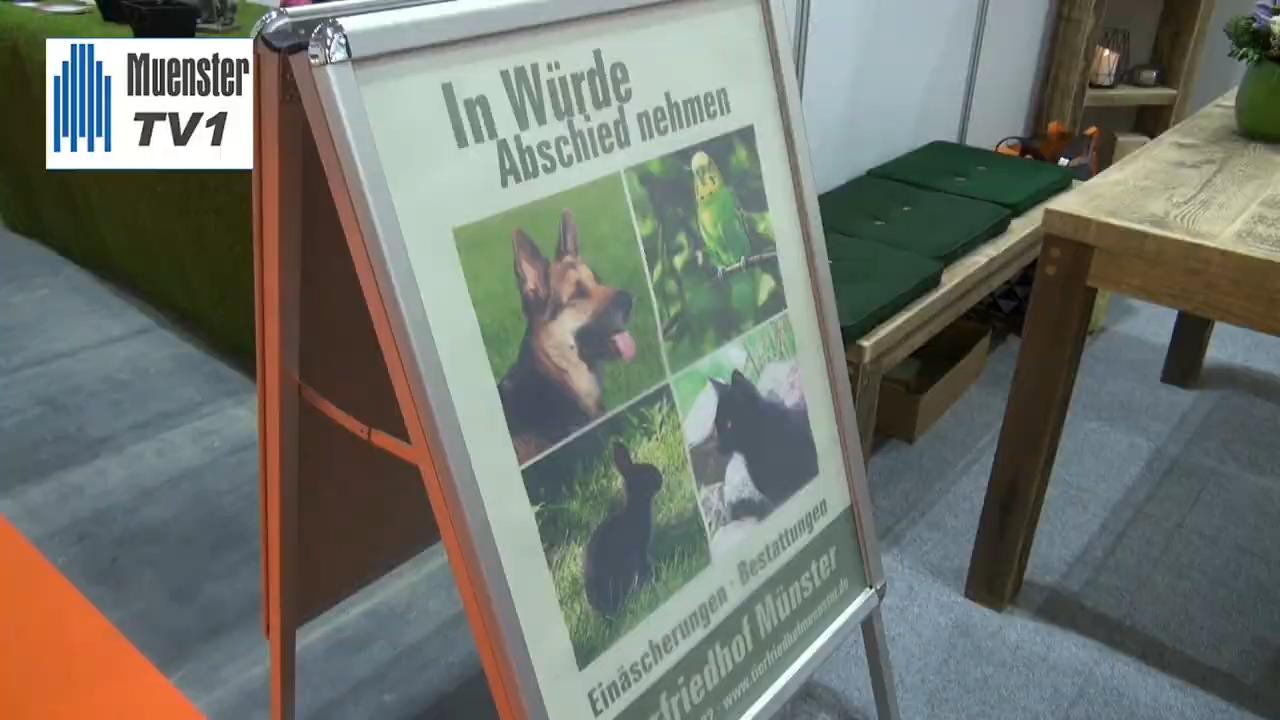 Muenster
TV1
In Würde
Abschied nehmen
Einäscherungen · Bestattungen
friedhof Münster
www.tierfriedhofmuenster.de